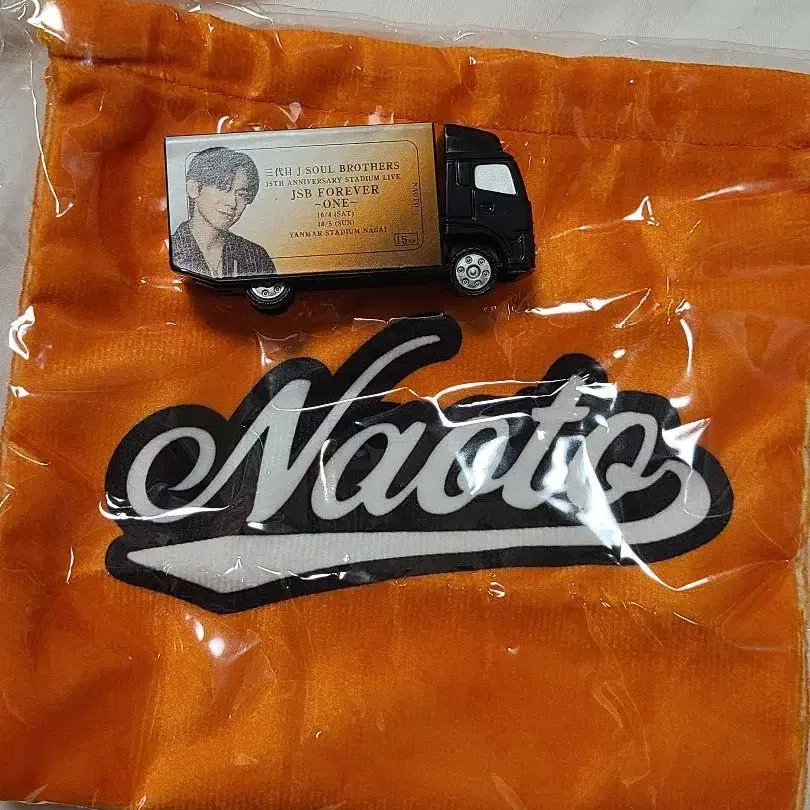 三代目 J SOUL BROTHERS
15TH ANNIVERSARY STADIUM LIVE
JSB FOREVER
~ONE~
10/4 (SAT)
10/5 (SUN)
YANMAR STADIUM NAGAI
NAOTO
Naoto